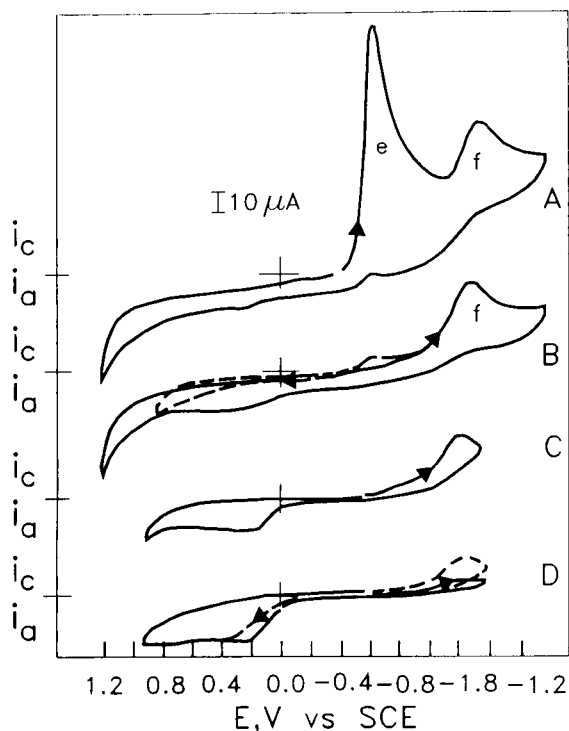 e
f
10 μA
A
i_c
i_a
f
B
i_c
i_a
C
i_c
i_a
D
i_c
i_a
1.2 0.8 0.4 0.0 -0.4 -0.8 -1.8 -1.2
E,V vs SCE